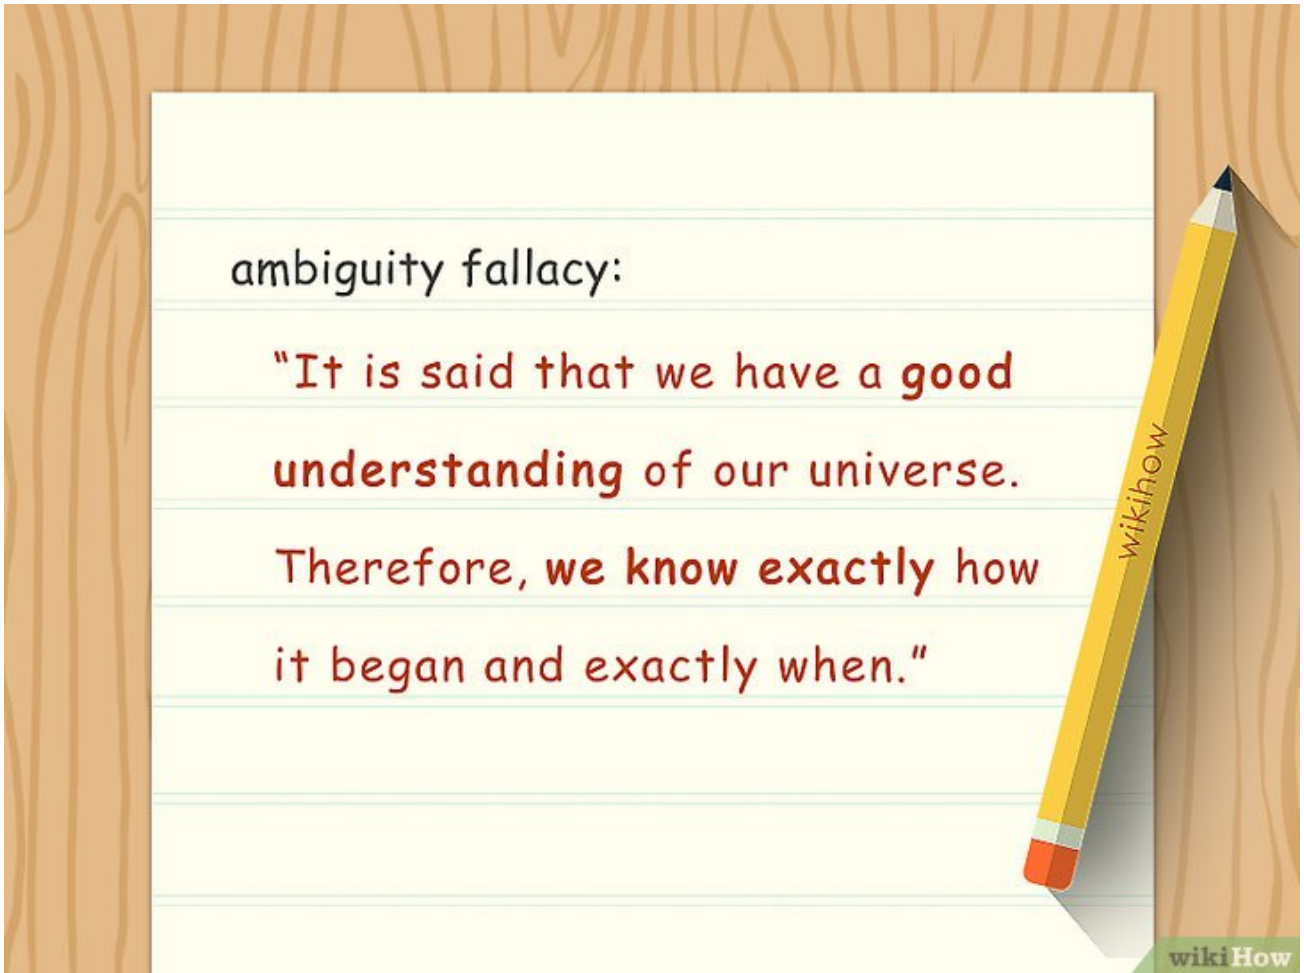 ambiguity fallacy:
“It is said that we have a good
understanding of our universe.
Therefore, we know exactly how
it began and exactly when.”
wikihow
wikiHow